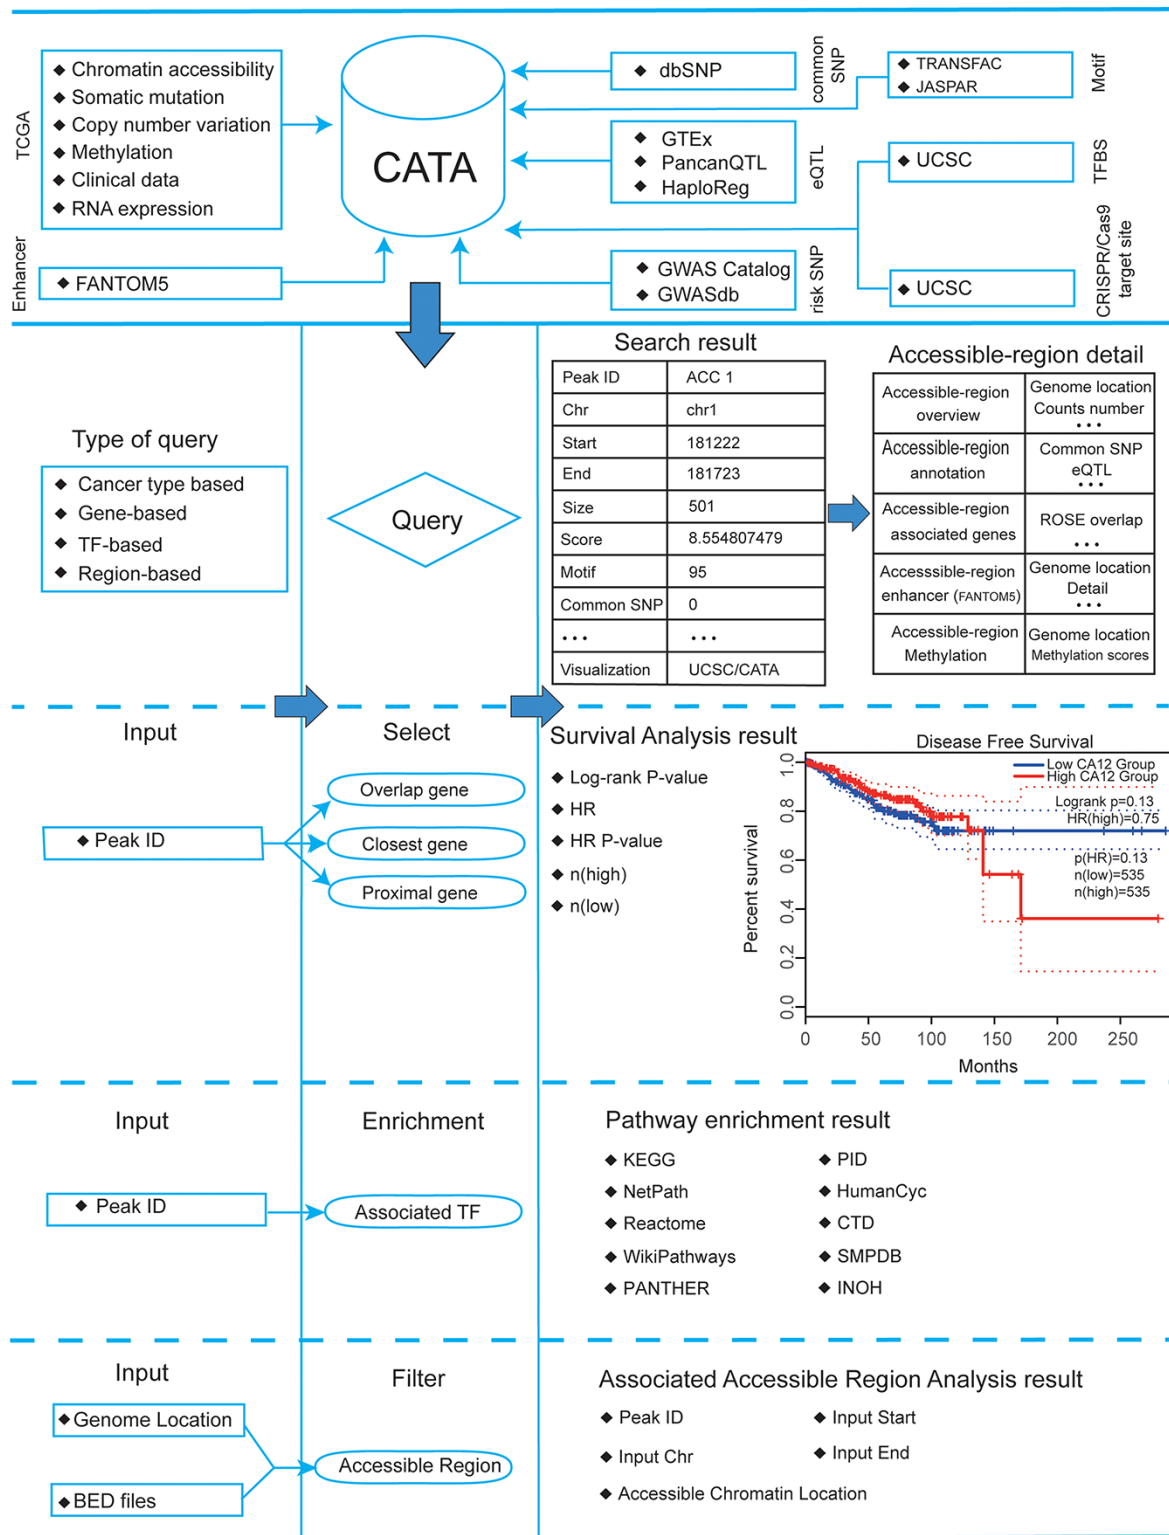 TCGA
◆ Chromatin accessibility
◆ Somatic mutation
◆ Copy number variation
◆ Methylation
◆ Clinical data
◆ RNA expression
Enhancer
◆ FANTOM5
CATA
◆ dbSNP
common
SNP
◆ GTEx
◆ PancanQTL
◆ HaploReg
eQTL
◆ GWAS Catalog
◆ GWASdb
risk SNP
◆ TRANSFAC
◆ JASPAR
Motif
◆ UCSC
TFBS
◆ UCSC
CRISPR/Cas9
target site
Type of query
◆ Cancer type based
◆ Gene-based
◆ TF-based
◆ Region-based
Query
Search result
Peak ID ACC 1
Chr chr1
Start 181222
End 181723
Size 501
Score 8.554807479
Motif 95
Common SNP 0
••• •••
Visualization UCSC/CATA
Accessible-region detail
Accessible-region
overview
Genome location
Counts number
•••
Accessible-region
annotation
Common SNP
eQTL
•••
Accessible-region
associated genes
ROSE overlap
•••
Accesssible-region
enhancer (FANTOM5)
Genome location
Detail
•••
Accessible-region
Methylation
Genome location
Methylation scores
Input
◆ Peak ID
Select
Overlap gene
Closest gene
Proximal gene
Survival Analysis result
◆ Log-rank P-value
◆ HR
◆ HR P-value
◆ n(high)
◆ n(low)
Disease Free Survival
Low CA12 Group
High CA12 Group
Logrank p=0.13
HR(high)=0.75
p(HR)=0.13
n(low)=535
n(high)=535
Percent survival
1.0
0.8
0.6
0.4
0.2
0.0
0 50 100 150 200 250
Months
Input
◆ Peak ID
Enrichment
Associated TF
Pathway enrichment result
◆ KEGG
◆ NetPath
◆ Reactome
◆ WikiPathways
◆ PANTHER
◆ PID
◆ HumanCyc
◆ CTD
◆ SMPDB
◆ INOH
Input
◆ Genome Location
◆ BED files
Filter
Accessible Region
Associated Accessible Region Analysis result
◆ Peak ID
◆ Input Start
◆ Input Chr
◆ Input End
◆ Accessible Chromatin Location